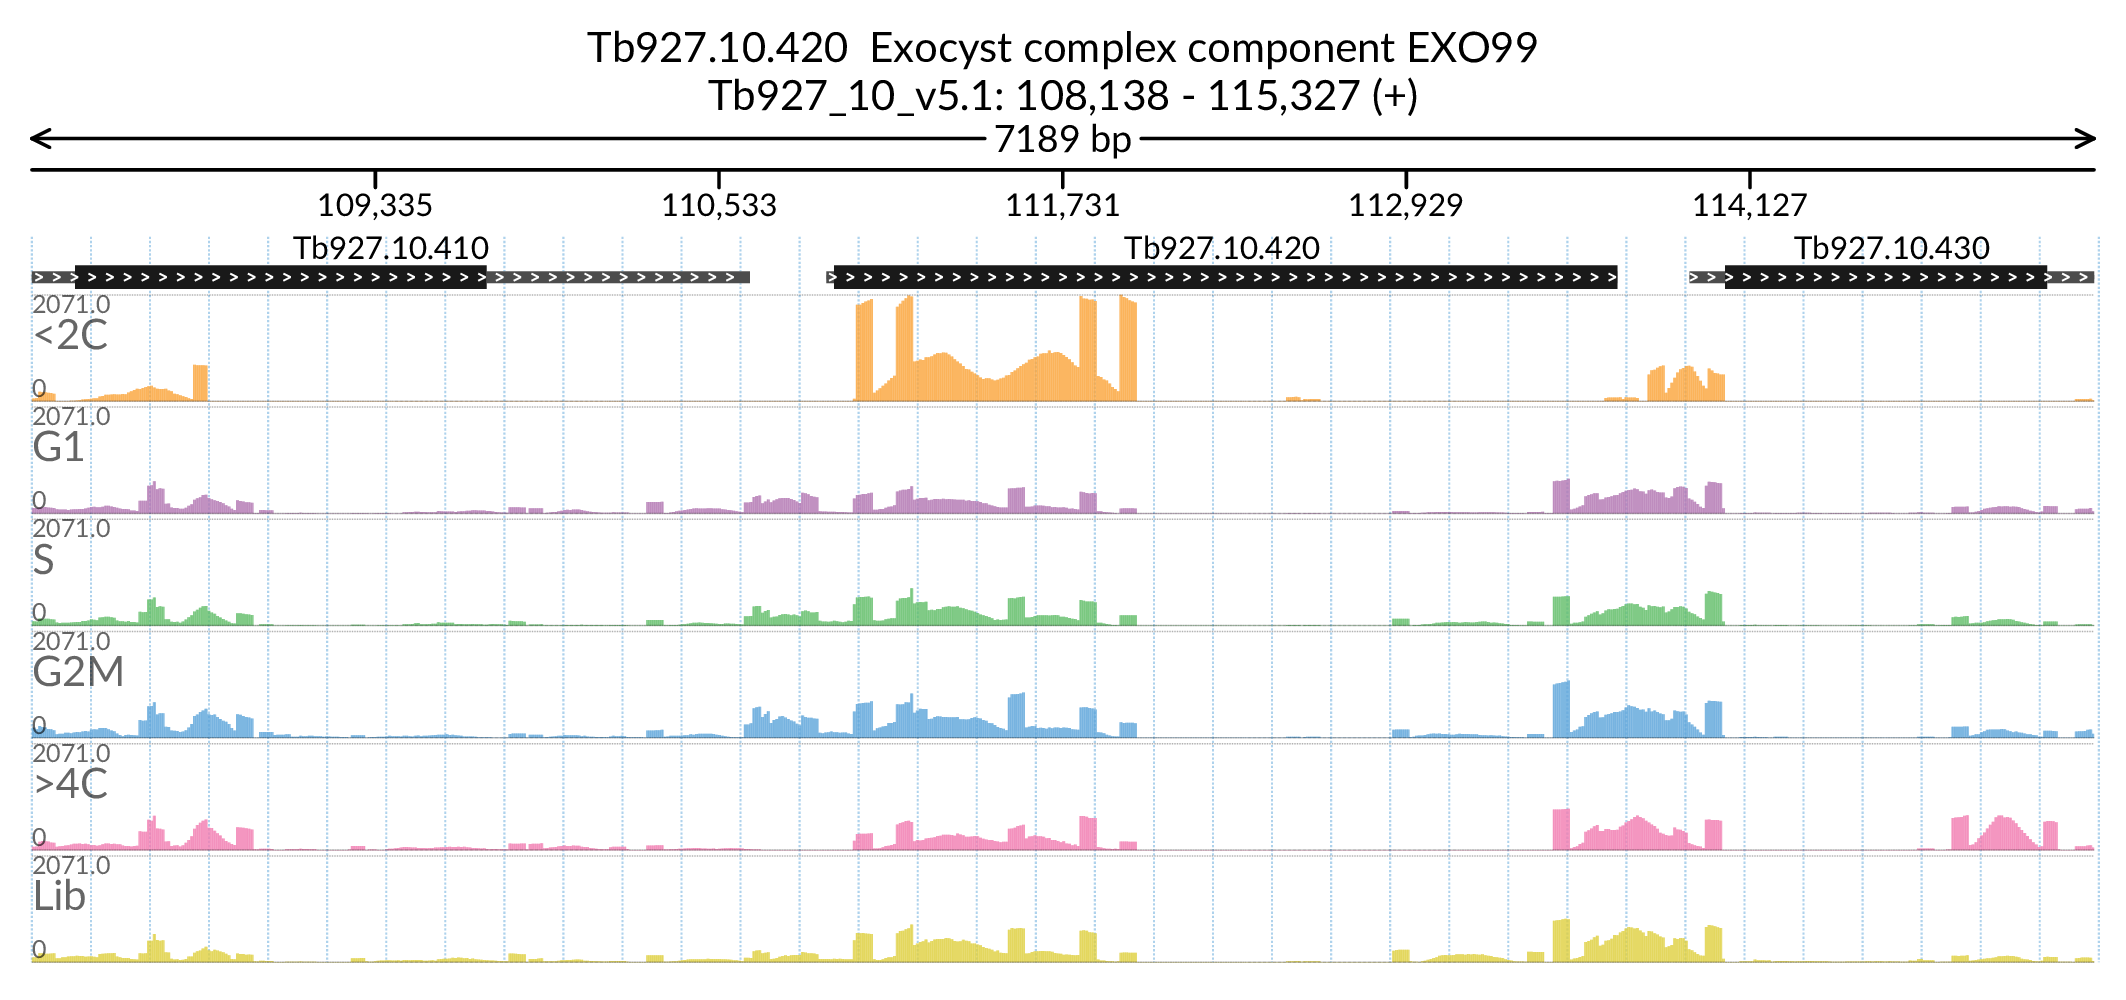 Tb927.10.420  Exocyst complex component EXO99
Tb927_10_v5.1: 108,138 - 115,327 (+)
7189 bp
109,335 110,533 111,731 112,929 114,127
Tb927.10.410 Tb927.10.420 Tb927.10.430
2071.0
<2C
0
2071.0
G1
0
2071.0
S
0
2071.0
G2M
0
2071.0
>4C
0
2071.0
Lib
0